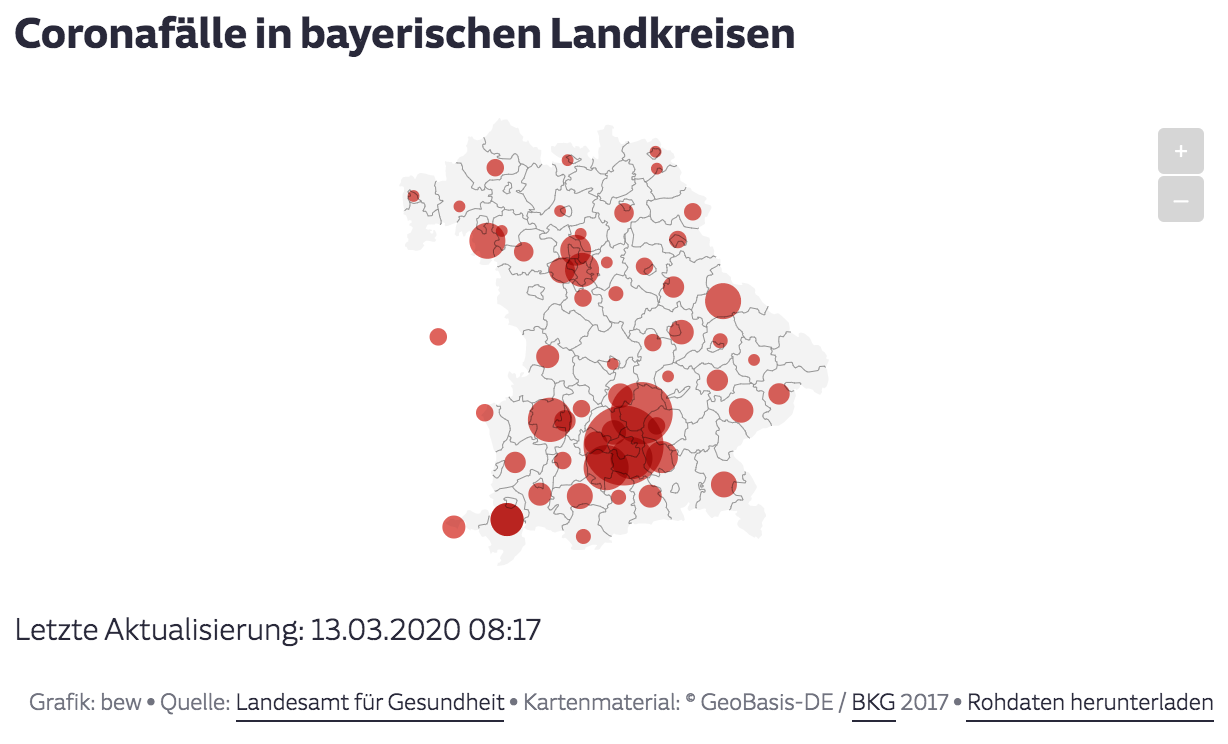 Coronafälle in bayerischen Landkreisen
+
−
Letzte Aktualisierung: 13.03.2020 08:17
Grafik: bew • Quelle: Landesamt für Gesundheit • Kartenmaterial: © GeoBasis-DE / BKG 2017 • Rohdaten herunterladen